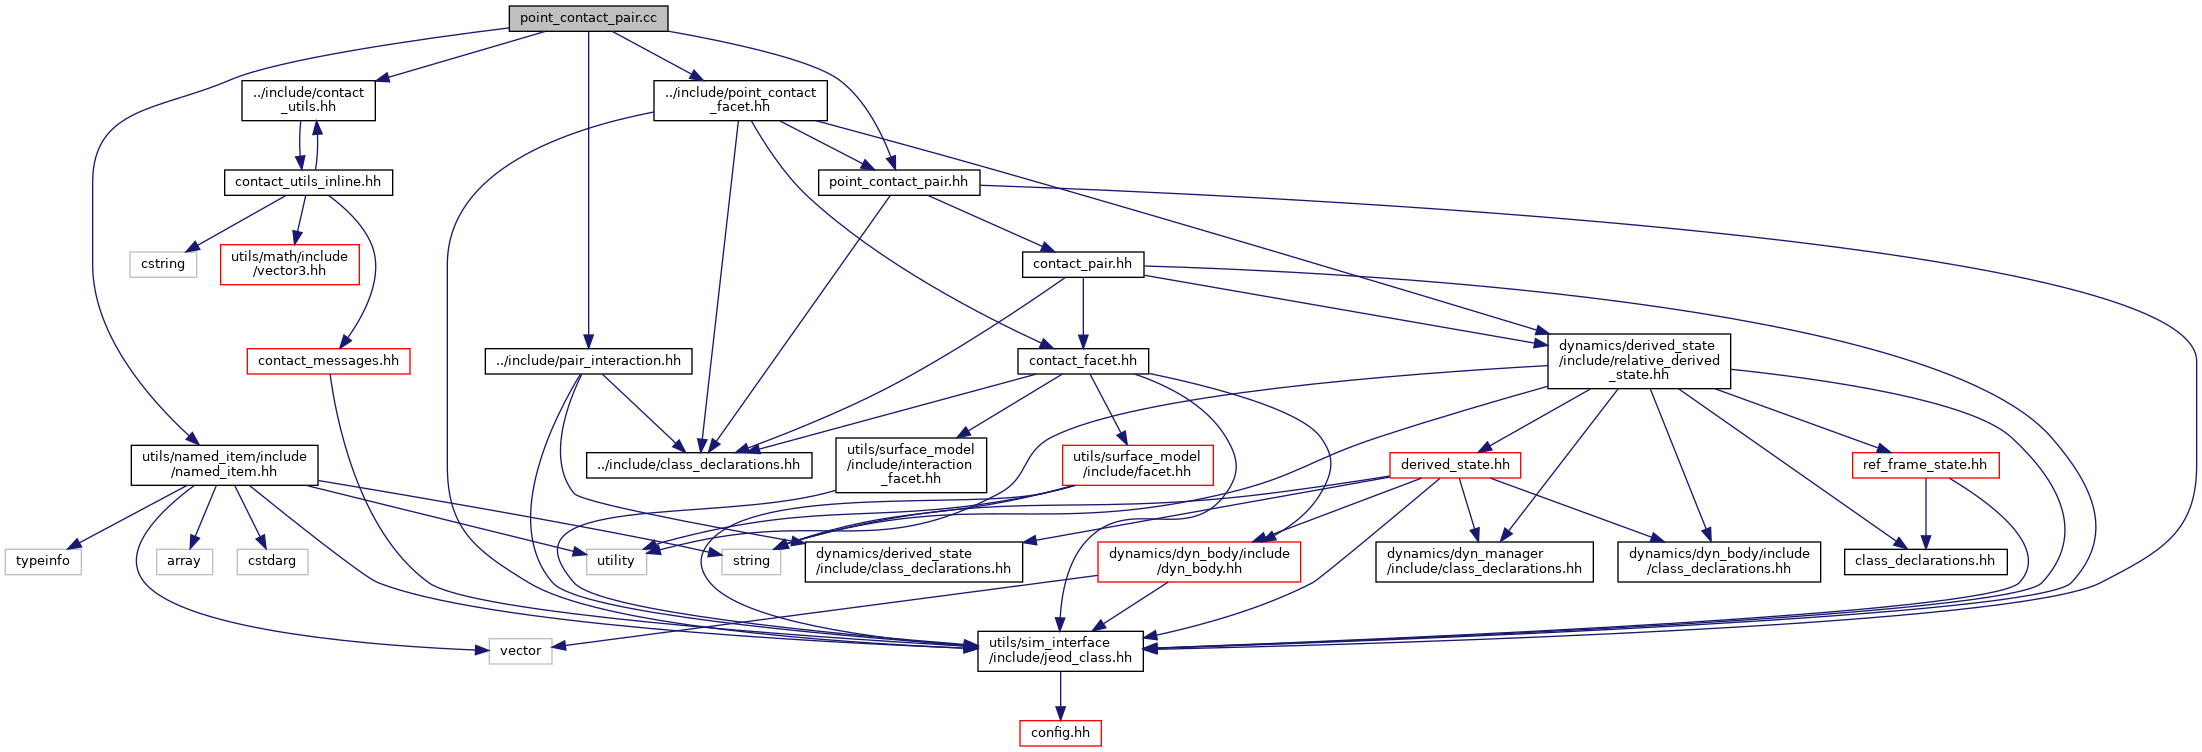 point_contact_pair.cc
../include/contact
_utils.hh
../include/point_contact
_facet.hh
contact_utils_inline.hh
point_contact_pair.hh
cstring
utils/math/include
/vector3.hh
contact_pair.hh
contact_messages.hh
../include/pair_interaction.hh
contact_facet.hh
dynamics/derived_state
/include/relative_derived
_state.hh
utils/named_item/include
/named_item.hh
../include/class_declarations.hh
utils/surface_model
/include/interaction
_facet.hh
utils/surface_model
/include/facet.hh
derived_state.hh
ref_frame_state.hh
typeinfo
array
cstdarg
utility
string
dynamics/derived_state
/include/class_declarations.hh
dynamics/dyn_body/include
/dyn_body.hh
dynamics/dyn_manager
/include/class_declarations.hh
dynamics/dyn_body/include
/class_declarations.hh
class_declarations.hh
vector
utils/sim_interface
/include/jeod_class.hh
config.hh